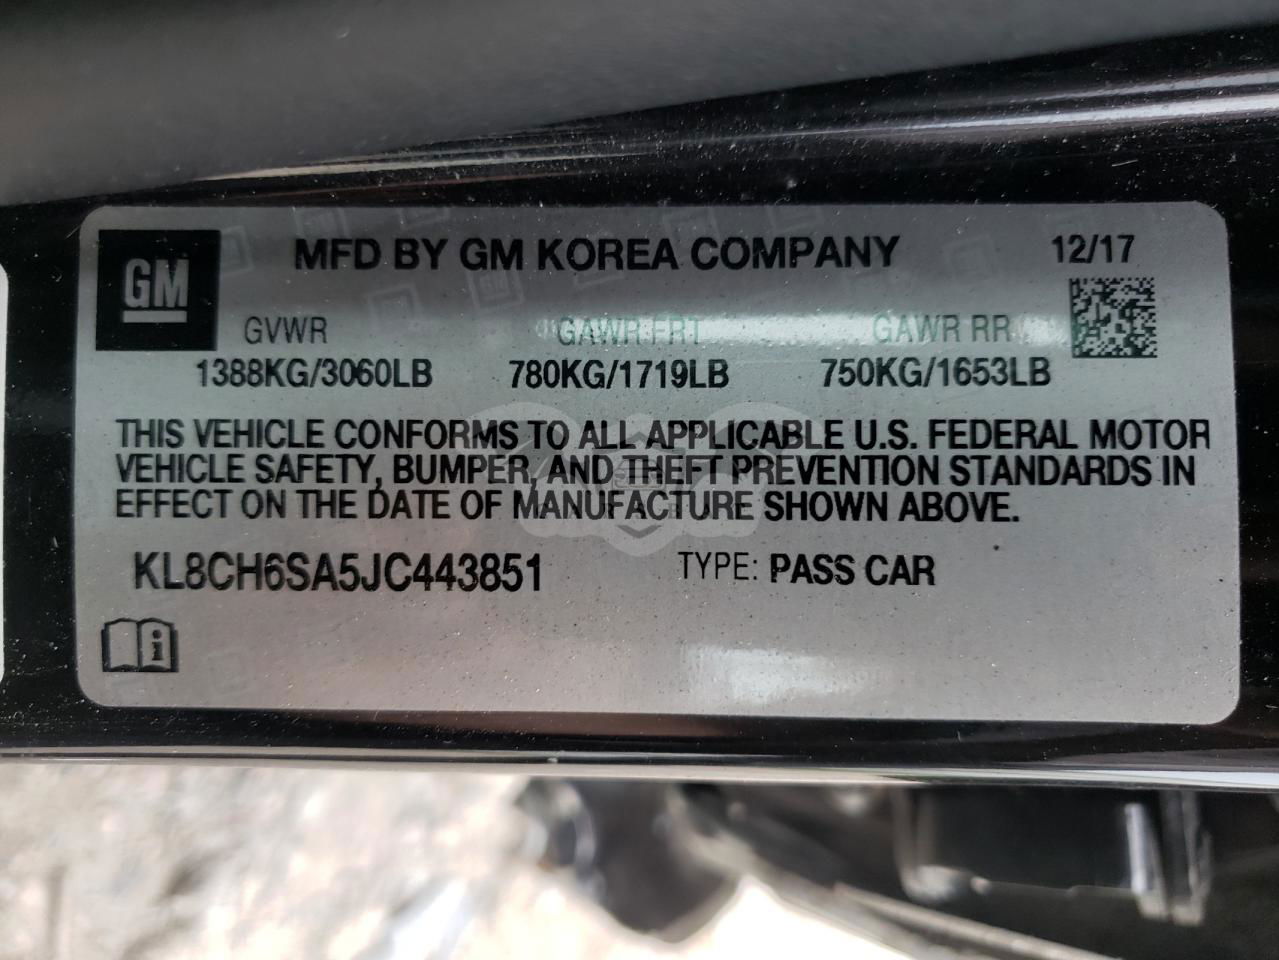 MFD BY GM KOREA COMPANY 12/17
GM
GVWR GAWR FRT GAWR RR
1388KG/3060LB 780KG/1719LB 750KG/1653LB
THIS VEHICLE CONFORMS TO ALL APPLICABLE U.S. FEDERAL MOTOR
VEHICLE SAFETY, BUMPER, AND THEFT PREVENTION STANDARDS IN
EFFECT ON THE DATE OF MANUFACTURE SHOWN ABOVE.
KL8CH6SA5JC443851 TYPE: PASS CAR